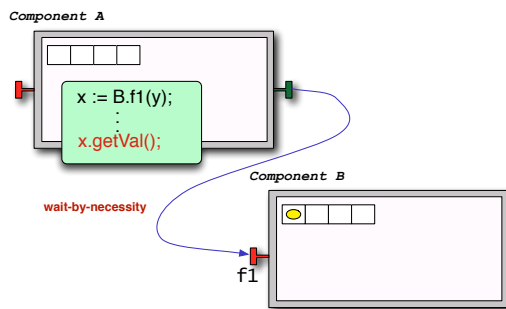 Component A
x := B.f1(y);
:
x.getVal();
Component B
wait-by-necessity
f1